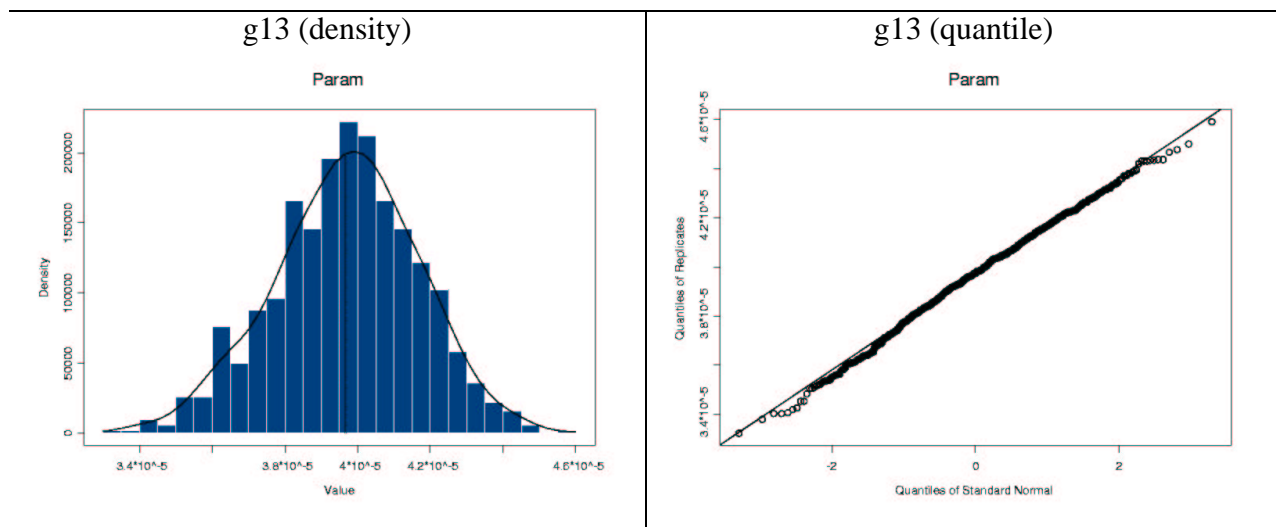 g13 (density)
g13 (quantile)
Param
Density
200000
150000
100000
50000
0
3.4*10^-5
3.8*10^-5
4*10^-5
4.2*10^-5
4.6*10^-5
Value
Param
Quantiles of Replicates
4.6*10^-5
4.2*10^-5
3.8*10^-5
3.4*10^-5
-2
0
2
Quantiles of Standard Normal